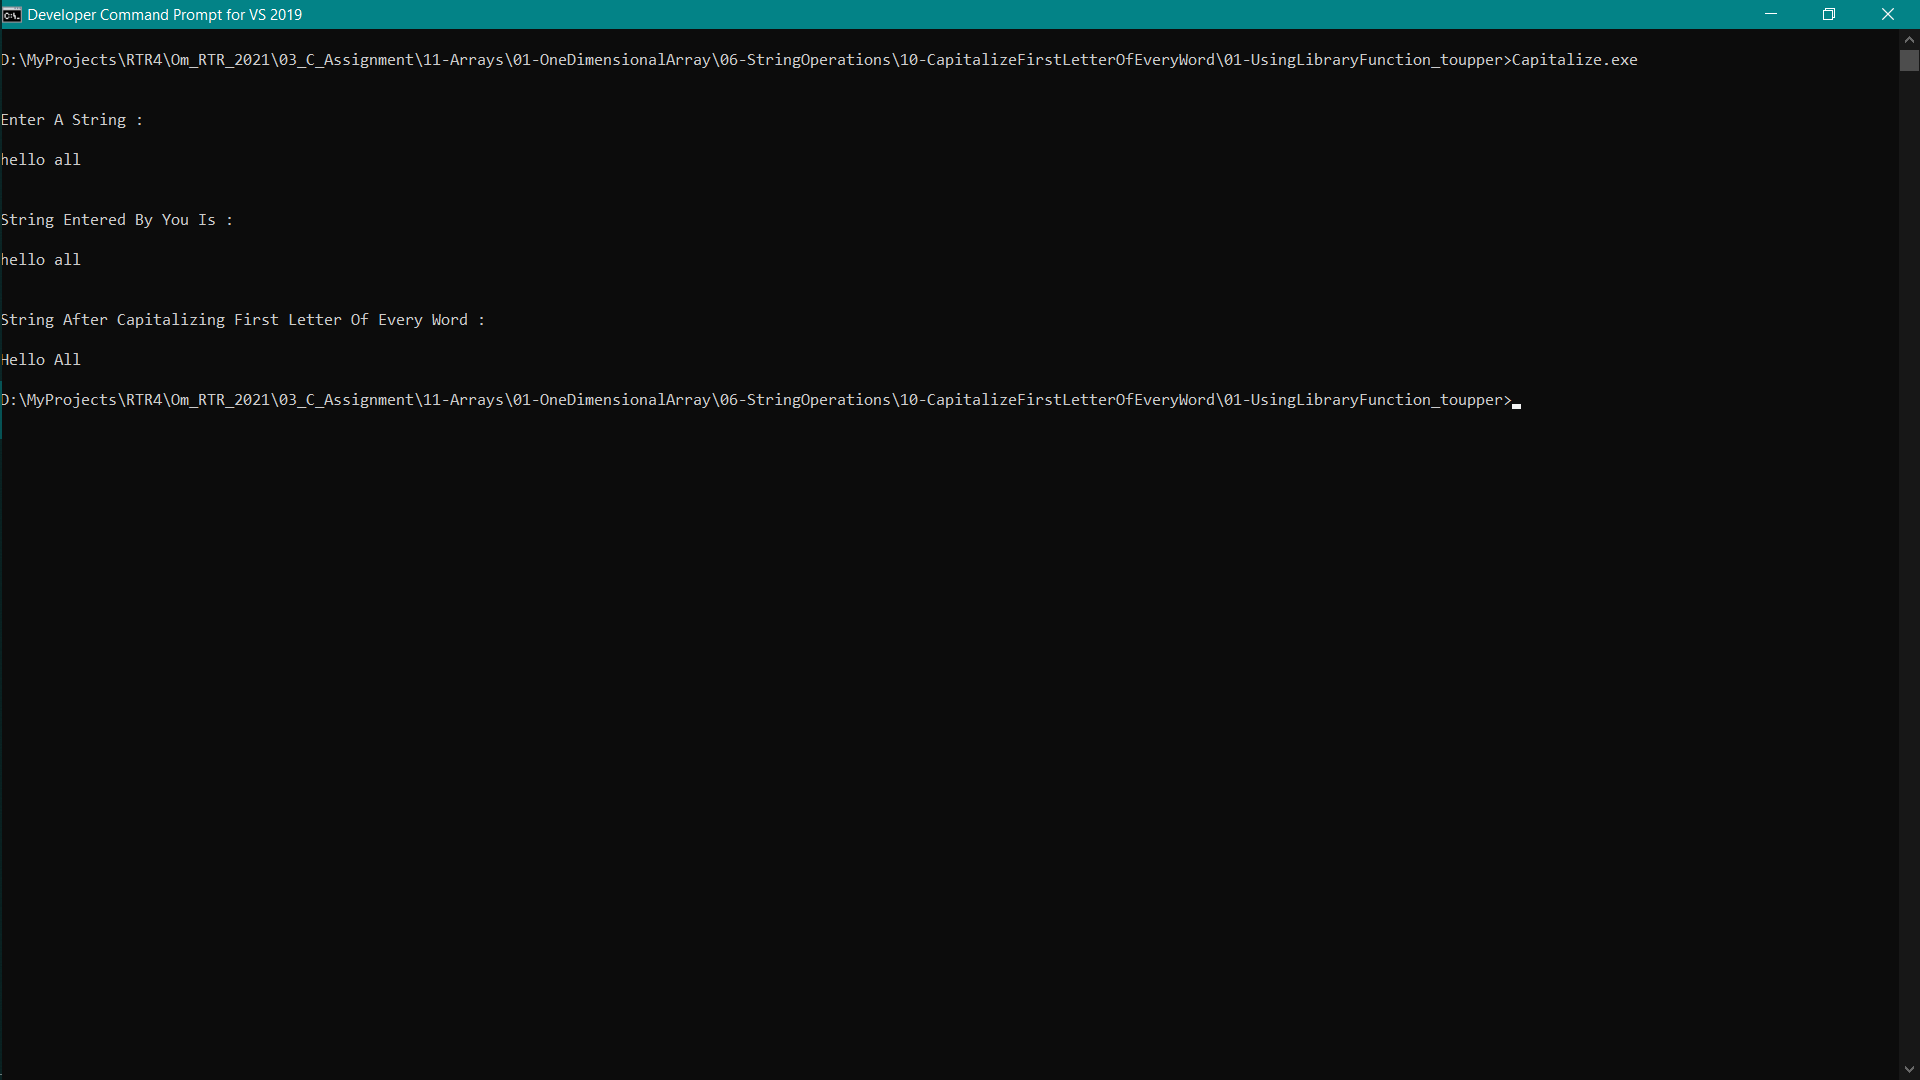 Developer Command Prompt for VS 2019
D:\MyProjects\RTR4\Om_RTR_2021\03_C_Assignment\11-Arrays\01-OneDimensionalArray\06-StringOperations\10-CapitalizeFirstLetterOfEveryWord\01-UsingLibraryFunction_toupper>Capitalize.exe
Enter A String :
hello all
String Entered By You Is :
hello all
String After Capitalizing First Letter Of Every Word :
Hello All
D:\MyProjects\RTR4\Om_RTR_2021\03_C_Assignment\11-Arrays\01-OneDimensionalArray\06-StringOperations\10-CapitalizeFirstLetterOfEveryWord\01-UsingLibraryFunction_toupper>